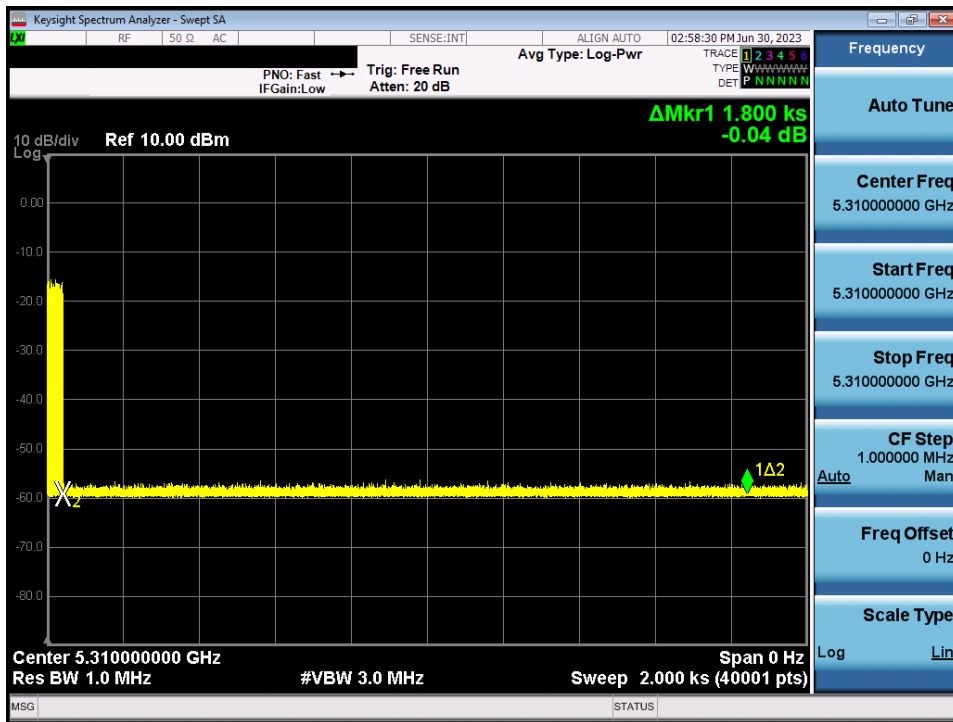 Keysight Spectrum Analyzer - Swept SA
LXI RF 50 Ω AC SENSE:INT ALIGN AUTO 02:58:30 PM Jun 30, 2023
Avg Type: Log-Pwr
TRACE 1 2 3 4 5 6
PNO: Fast Trig: Free Run
TYPE WWWWWW
IFGain:Low Atten: 20 dB
DET P N N N N N
ΔMkr1 1.800 ks
-0.04 dB
10 dB/div Ref 10.00 dBm
Log
0.00
-10.0
-20.0
-30.0
-40.0
-50.0
-60.0
-70.0
-80.0
1Δ2
X2
Center 5.310000000 GHz Span 0 Hz
Res BW 1.0 MHz #VBW 3.0 MHz Sweep 2.000 ks (40001 pts)
MSG STATUS
Frequency
Auto Tune
Center Freq
5.310000000 GHz
Start Freq
5.310000000 GHz
Stop Freq
5.310000000 GHz
CF Step
1.000000 MHz
Auto Man
Freq Offset
0 Hz
Scale Type
Log Lin